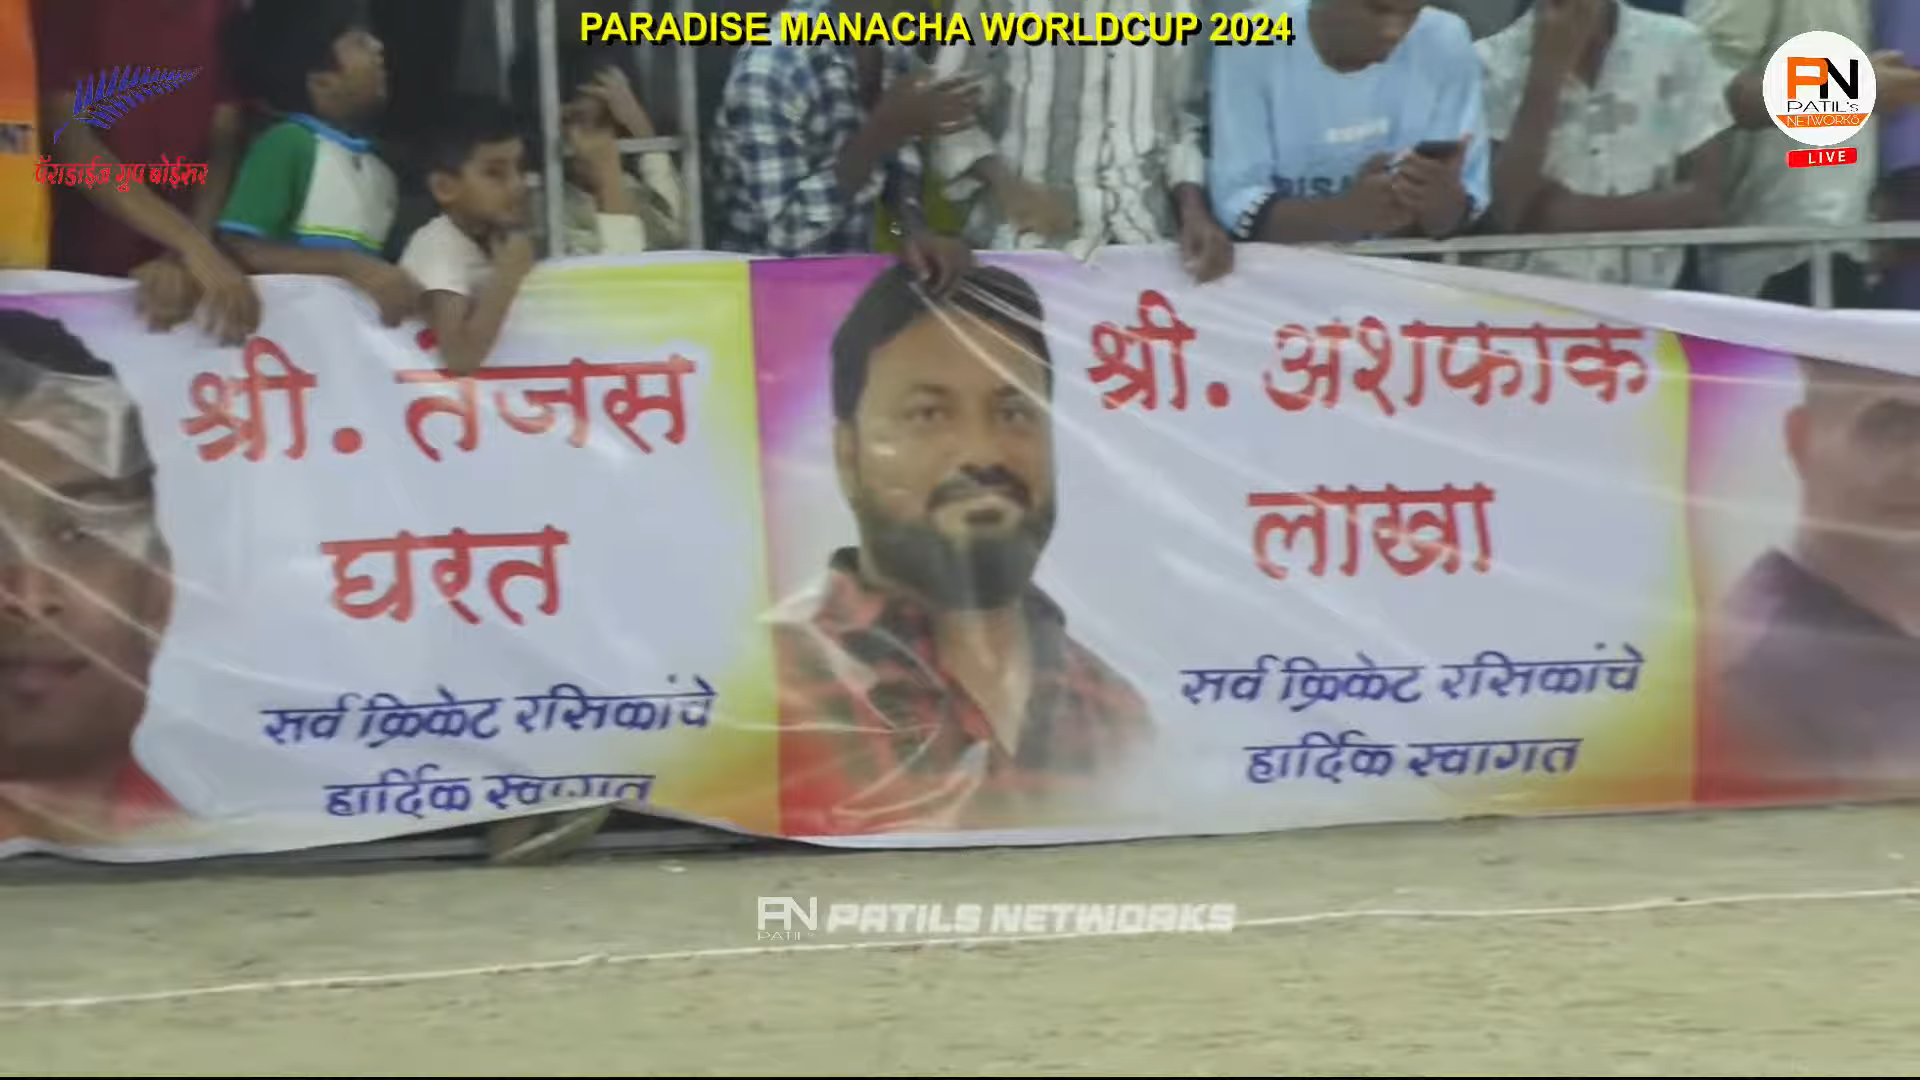 PARADISE MANACHA WORLDCUP 2024
PN
PATIL's
NETWORKS
LIVE
पॅराडाईज ग्रुप बोईसर
श्री. तेजस
घरत
सर्व क्रिकेट रसिकांचे
हार्दिक स्वागत
श्री. अशफाक
लाखा
सर्व क्रिकेट रसिकांचे
हार्दिक स्वागत
PN PATILS NETWORKS
PATIL's